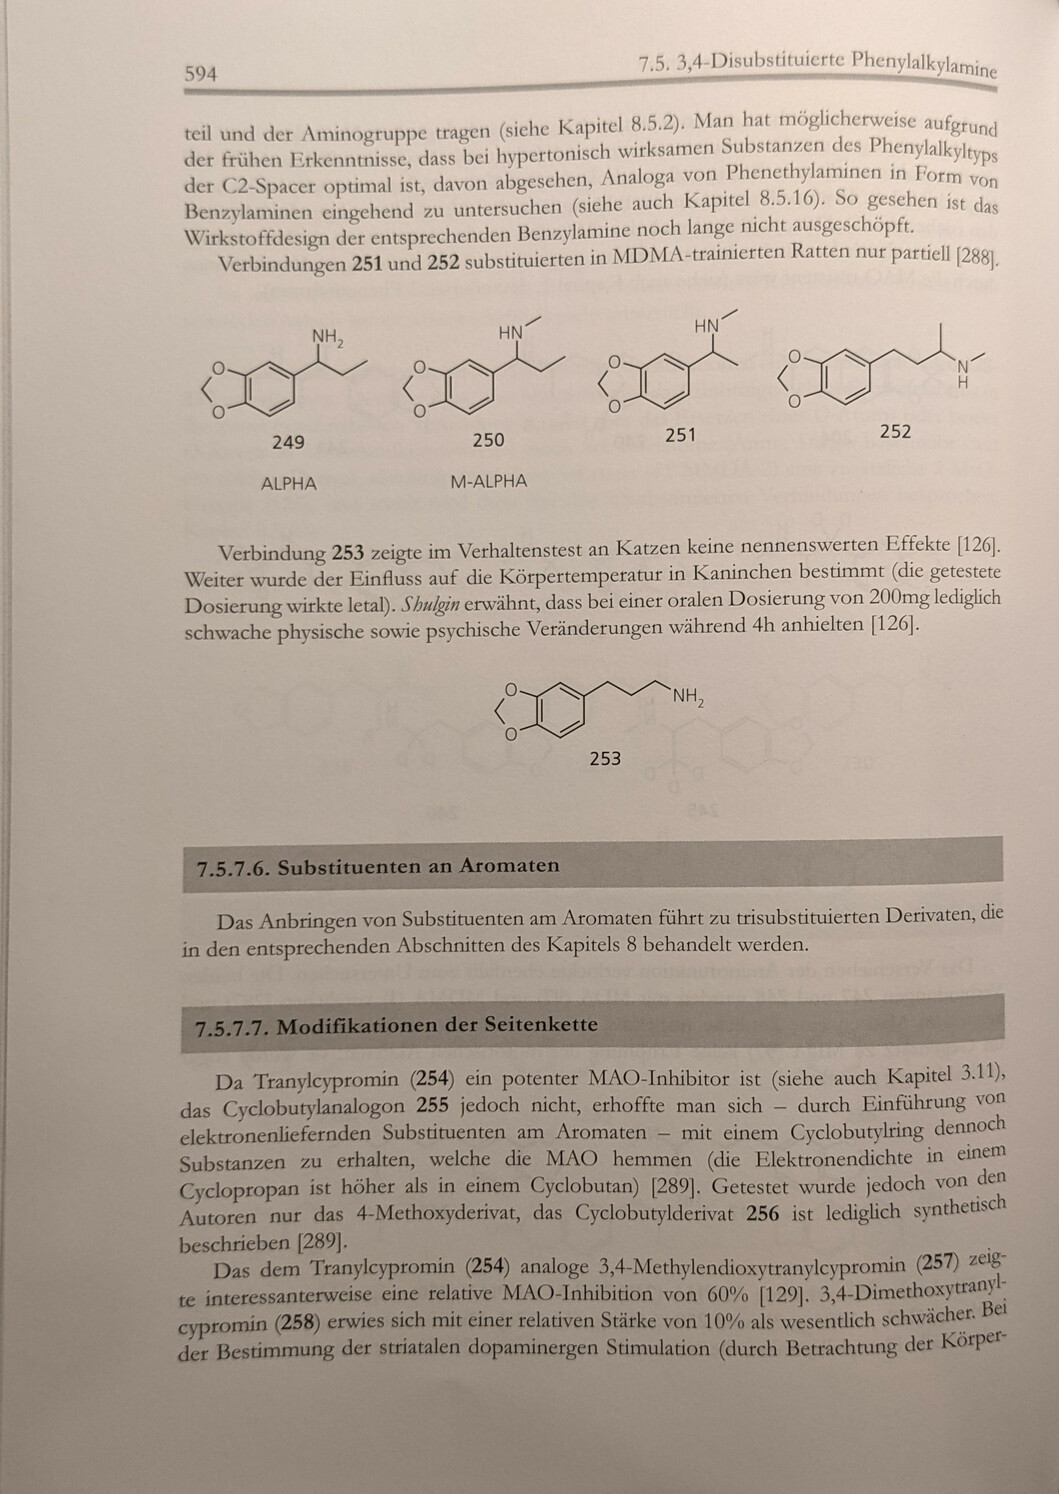 594
7.5. 3,4-Disubstituierte Phenylalkylamine
teil und der Aminogruppe tragen (siehe Kapitel 8.5.2). Man hat möglicherweise aufgrund
der frühen Erkenntnisse, dass bei hypertonisch wirksamen Substanzen des Phenylalkyltyps
der C2-Spacer optimal ist, davon abgesehen, Analoga von Phenethylaminen in Form von
Benzylaminen eingehend zu untersuchen (siehe auch Kapitel 8.5.16). So gesehen ist das
Wirkstoffdesign der entsprechenden Benzylamine noch lange nicht ausgeschöpft.
Verbindungen 251 und 252 substituierten in MDMA-trainierten Ratten nur partiell [288].
NH2 HN HN
O O O O N
O O O O H
249 250 251 252
ALPHA M-ALPHA
Verbindung 253 zeigte im Verhaltenstest an Katzen keine nennenswerten Effekte [126].
Weiter wurde der Einfluss auf die Körpertemperatur in Kaninchen bestimmt (die getestete
Dosierung wirkte letal). Shulgin erwähnt, dass bei einer oralen Dosierung von 200mg lediglich
schwache physische sowie psychische Veränderungen während 4h anhielten [126].
O NH2
O
253
7.5.7.6. Substituenten an Aromaten
Das Anbringen von Substituenten am Aromaten führt zu trisubstituierten Derivaten, die
in den entsprechenden Abschnitten des Kapitels 8 behandelt werden.
7.5.7.7. Modifikationen der Seitenkette
Da Tranylcypromin (254) ein potenter MAO-Inhibitor ist (siehe auch Kapitel 3.11),
das Cyclobutylanalogon 255 jedoch nicht, erhoffte man sich – durch Einführung von
elektronenliefernden Substituenten am Aromaten – mit einem Cyclobutylring dennoch
Substanzen zu erhalten, welche die MAO hemmen (die Elektronendichte in einem
Cyclopropan ist höher als in einem Cyclobutan) [289]. Getestet wurde jedoch von den
Autoren nur das 4-Methoxyderivat, das Cyclobutylderivat 256 ist lediglich synthetisch
beschrieben [289].
Das dem Tranylcypromin (254) analoge 3,4-Methylendioxytranylcypromin (257) zeig-
te interessanterweise eine relative MAO-Inhibition von 60% [129]. 3,4-Dimethoxytranyl-
cypromin (258) erwies sich mit einer relativen Stärke von 10% als wesentlich schwächer. Bei
der Bestimmung der striatalen dopaminergen Stimulation (durch Betrachtung der Körper-